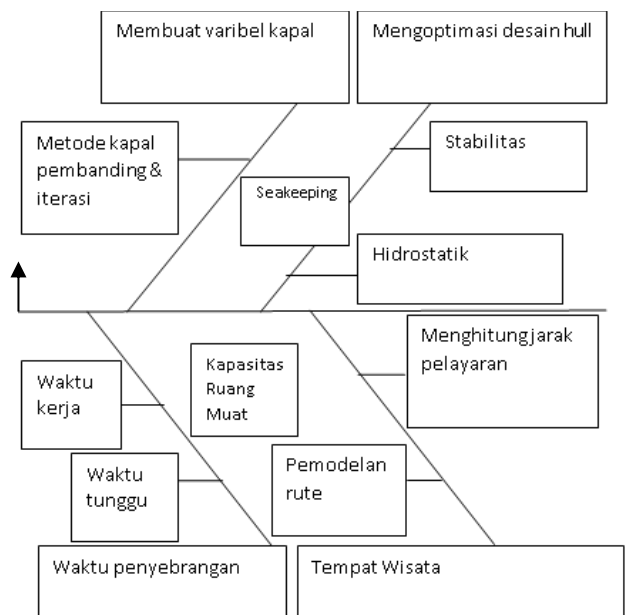 Membuat varibel kapal
Mengoptimasi desain hull
Metode kapal
pembanding &
iterasi
Stabilitas
Seakeeping
Hidrostatik
Menghitung jarak
pelayaran
Kapasitas
Ruang
Muat
Waktu
kerja
Waktu
tunggu
Pemodelan
rute
Waktu penyebrangan
Tempat Wisata